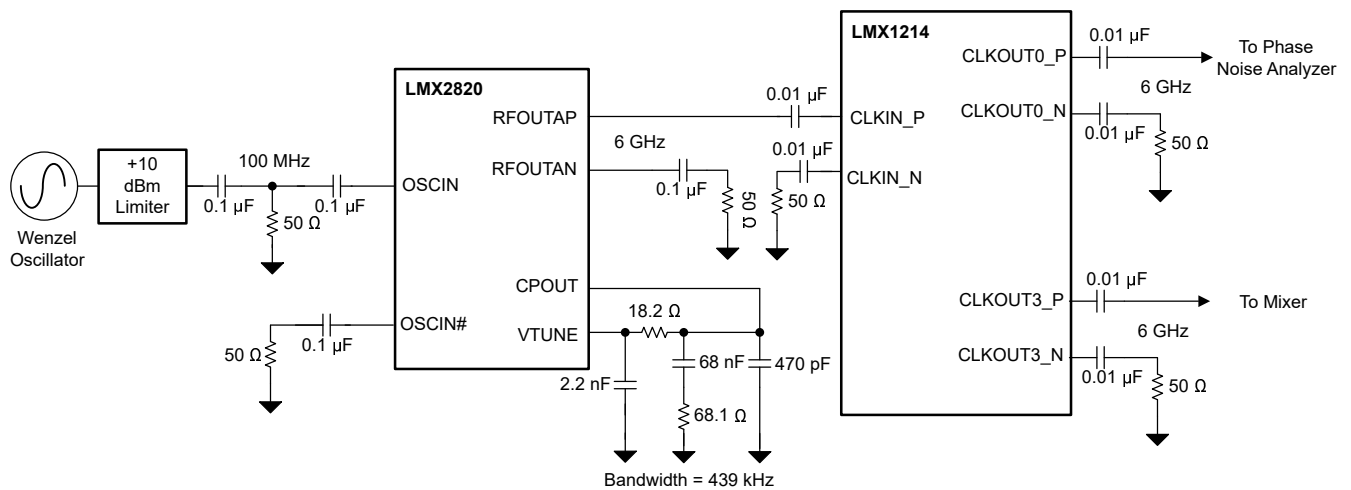 LMX1214
0.01 µF
CLKOUT0_P
To Phase
Noise Analyzer
6 GHz
CLKOUT0_N
0.01 µF
50 Ω
LMX2820
RFOUTAP
0.01 µF
CLKIN_P
6 GHz
0.01 µF
RFOUTAN
0.1 µF
50 Ω
50 Ω
CLKIN_N
+10
dBm
Limiter
100 MHz
0.1 µF
0.1 µF
50 Ω
OSCIN
Wenzel
Oscillator
CPOUT
18.2 Ω
VTUNE
OSCIN#
0.1 µF
50 Ω
2.2 nF
68 nF
470 pF
68.1 Ω
Bandwidth = 439 kHz
0.01 µF
CLKOUT3_P
To Mixer
6 GHz
CLKOUT3_N
0.01 µF
50 Ω